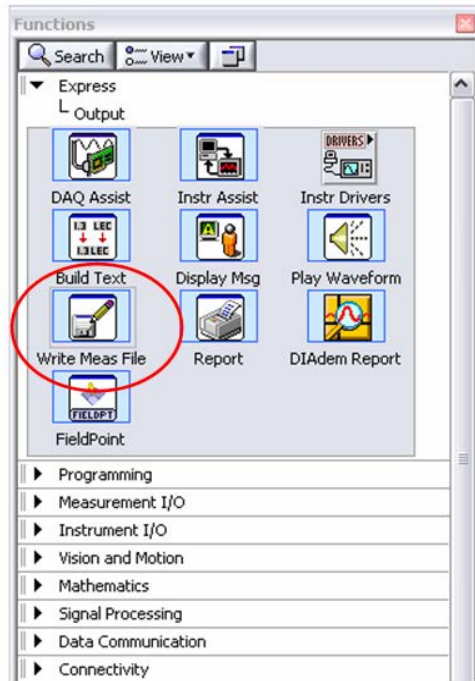 Functions
Search View
Express
Output
DRIVERS
DAQ Assist Instr Assist Instr Drivers
1.3 LEC
1.3LEC
Build Text Display Msg Play Waveform
Write Meas File Report DIAdem Report
FIELDPT
FieldPoint
Programming
Measurement I/O
Instrument I/O
Vision and Motion
Mathematics
Signal Processing
Data Communication
Connectivity